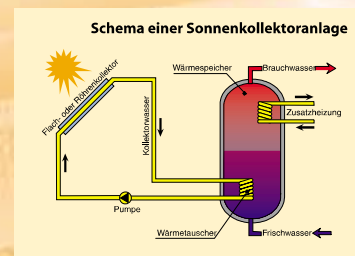 Schema einer Sonnenkollektoranlage
Wärmespeicher
Brauchwasser
Flach- oder Röhrenkollektor
Kollektorwasser
Zusatzheizung
Pumpe
Wärmetauscher
Frischwasser